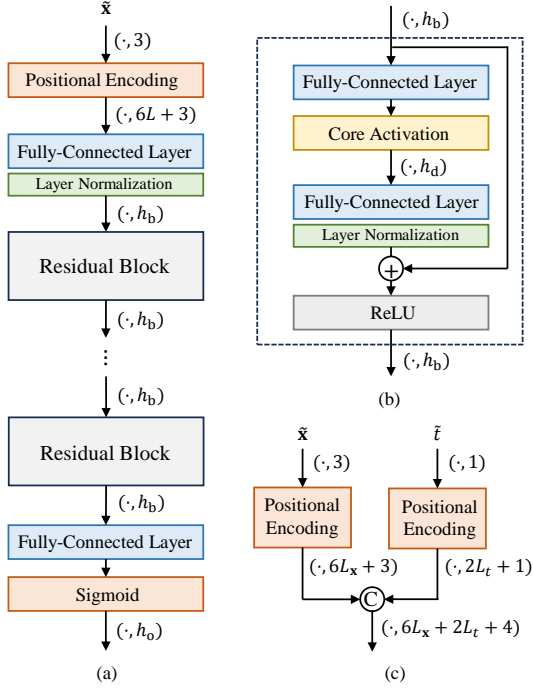 x̃
(·, 3)
Positional Encoding
(·, 6L + 3)
Fully-Connected Layer
Layer Normalization
(·, h_b)
Residual Block
(·, h_b)
⋮
(·, h_b)
Residual Block
(·, h_b)
Fully-Connected Layer
Sigmoid
(·, h_o)
(a)
(·, h_b)
Fully-Connected Layer
Core Activation
(·, h_d)
Fully-Connected Layer
Layer Normalization
+
ReLU
(·, h_b)
(b)
x̃
t̃
(·, 3)
(·, 1)
Positional
Encoding
Positional
Encoding
(·, 6L_x + 3)
(·, 2L_t + 1)
C
(·, 6L_x + 2L_t + 4)
(c)